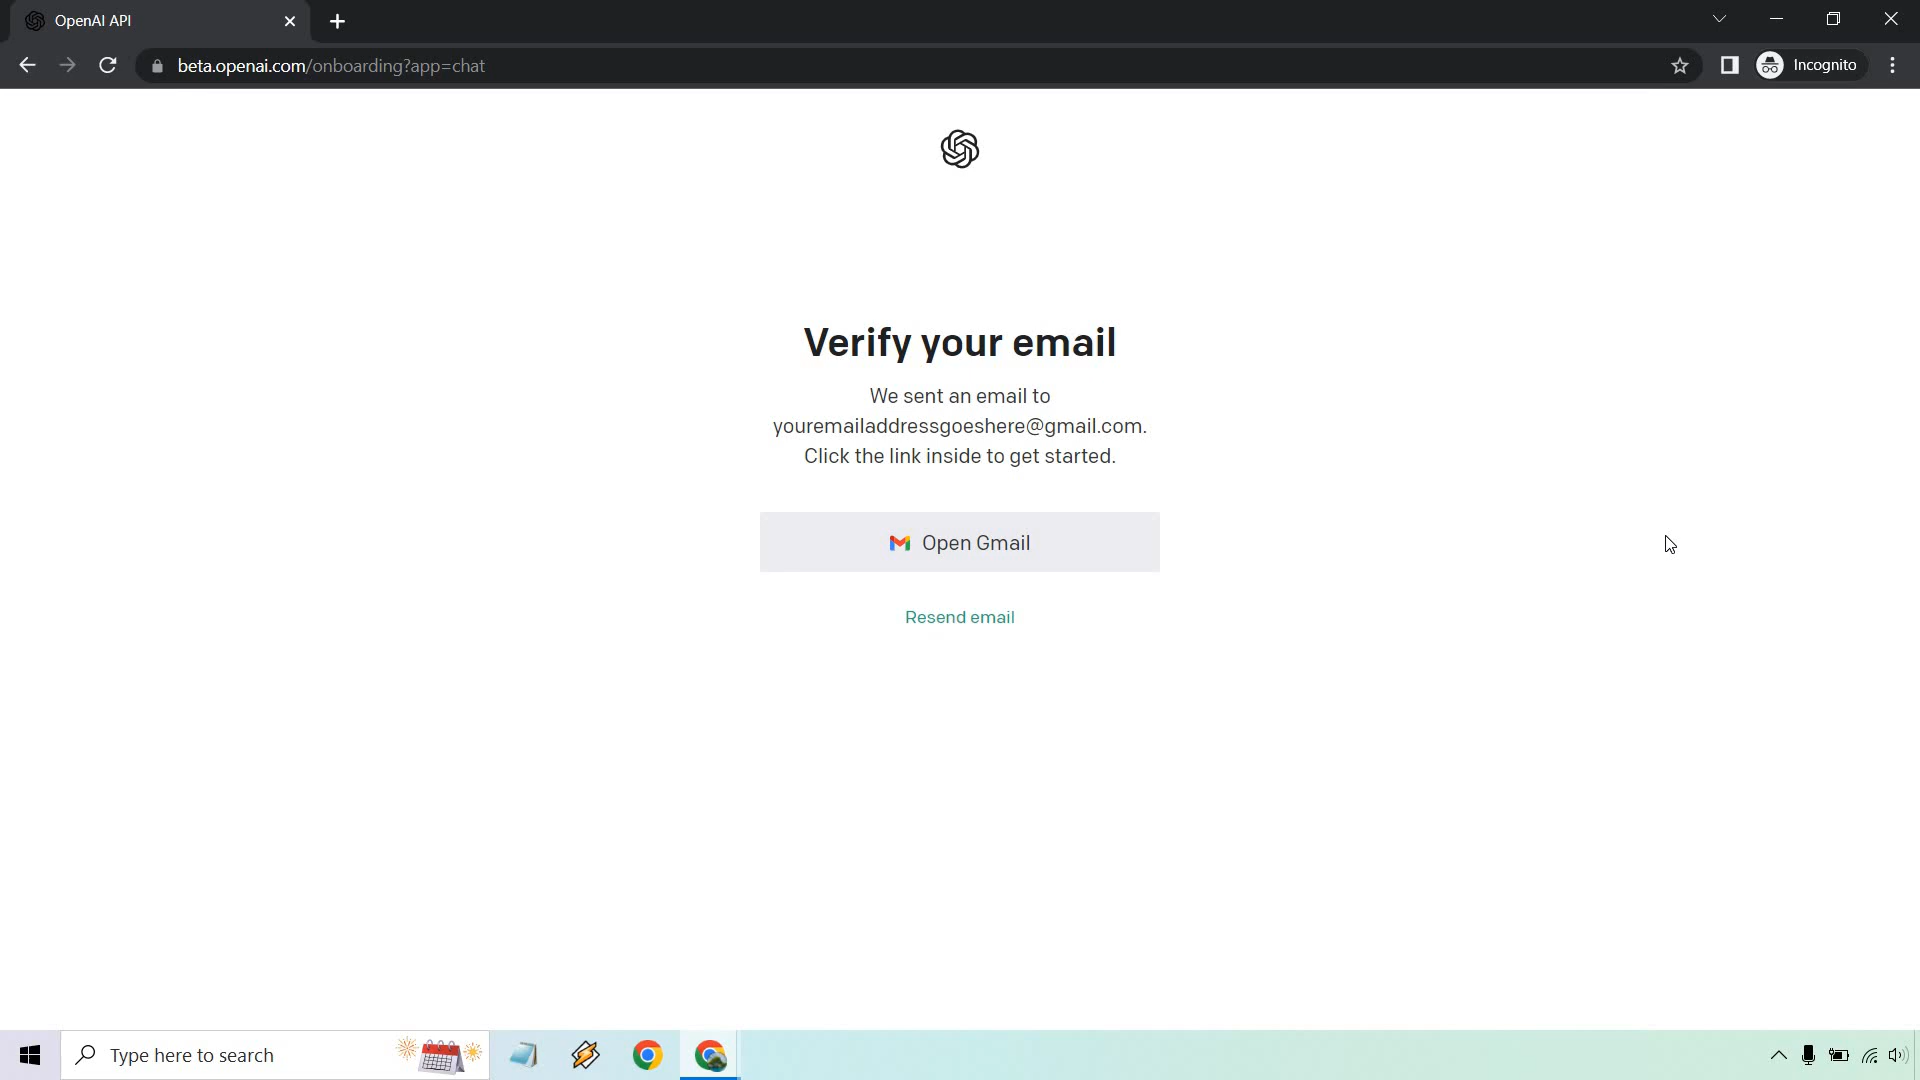 OpenAI API
beta.openai.com/onboarding?app=chat
Incognito
Verify your email
We sent an email to
youremailaddressgoeshere@gmail.com.
Click the link inside to get started.
Open Gmail
Resend email
Type here to search